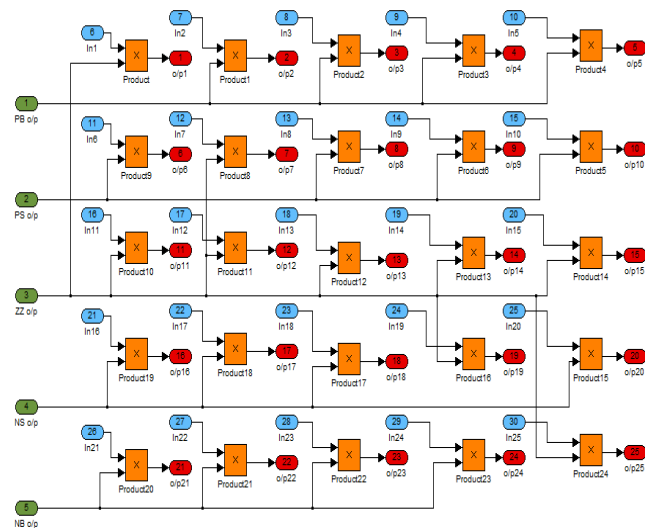 6 7 8 9 10
In1 In2 In3 In4 In5
X X X X X
1 2 3 4 5
Product o/p1 Product1 o/p2 Product2 o/p3 Product3 o/p4 Product4 o/p5
1
PB o/p
11 12 13 14 15
In6 In7 In8 In9 In10
X X X X X
6 7 8 9 10
Product9 o/p6 Product8 o/p7 Product7 o/p8 Product6 o/p9 Product5 o/p10
2
PS o/p
16 17 18 19 20
In11 In12 In13 In14 In15
X X X X X
11 12 13 14 15
Product10 o/p11 Product11 o/p12 Product12 o/p13 Product13 o/p14 Product14 o/p15
3
ZZ o/p
21 22 23 24 25
In16 In17 In18 In19 In20
X X X X X
16 17 18 19 20
Product19 o/p16 Product18 o/p17 Product17 o/p18 Product16 o/p19 Product15 o/p20
4
NS o/p
26 27 28 29 30
In21 In22 In23 In24 In25
X X X X X
21 22 23 24 25
Product20 o/p21 Product21 o/p22 Product22 o/p23 Product23 o/p24 Product24 o/p25
5
NB o/p